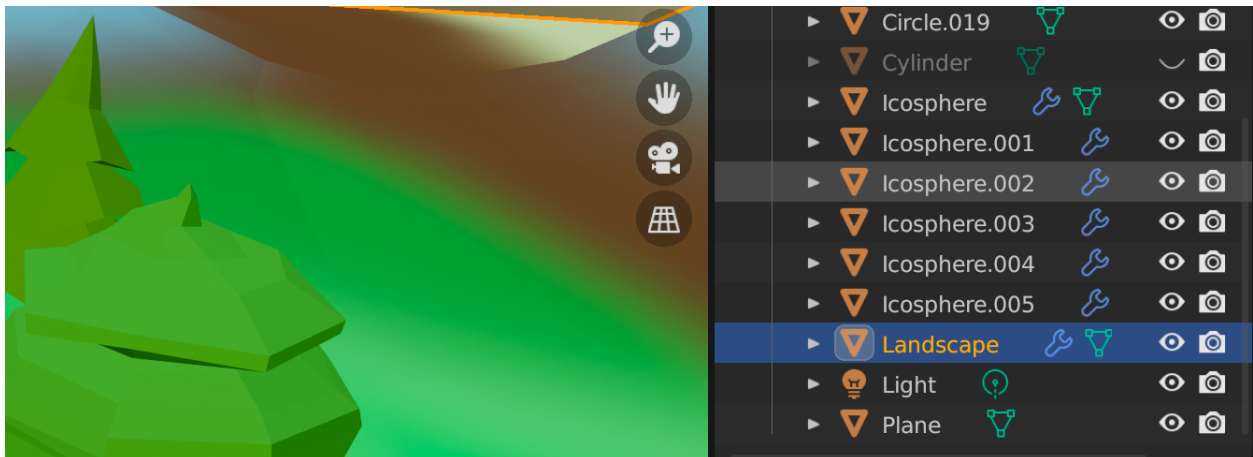 Circle.019
Cylinder
Icosphere
Icosphere.001
Icosphere.002
Icosphere.003
Icosphere.004
Icosphere.005
Landscape
Light
Plane